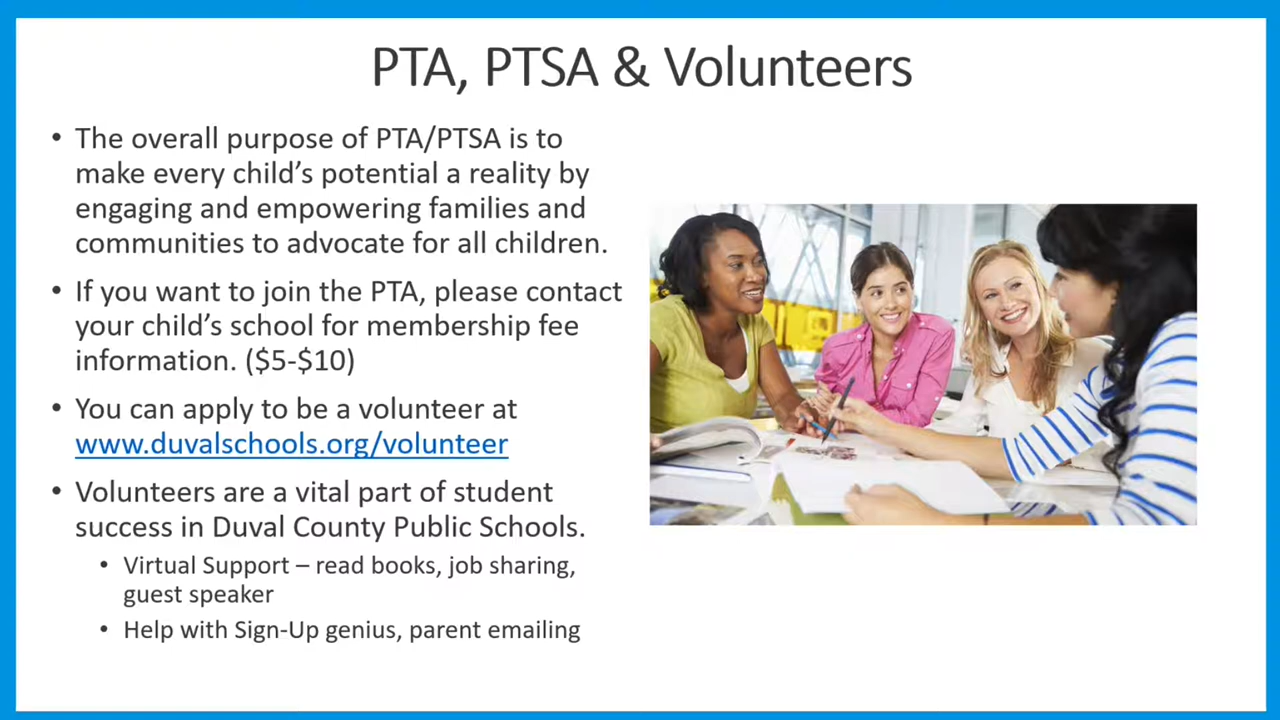 PTA, PTSA & Volunteers
• The overall purpose of PTA/PTSA is to
make every child’s potential a reality by
engaging and empowering families and
communities to advocate for all children.
• If you want to join the PTA, please contact
your child’s school for membership fee
information. ($5-$10)
• You can apply to be a volunteer at
www.duvalschools.org/volunteer
• Volunteers are a vital part of student
success in Duval County Public Schools.
• Virtual Support – read books, job sharing,
guest speaker
• Help with Sign-Up genius, parent emailing